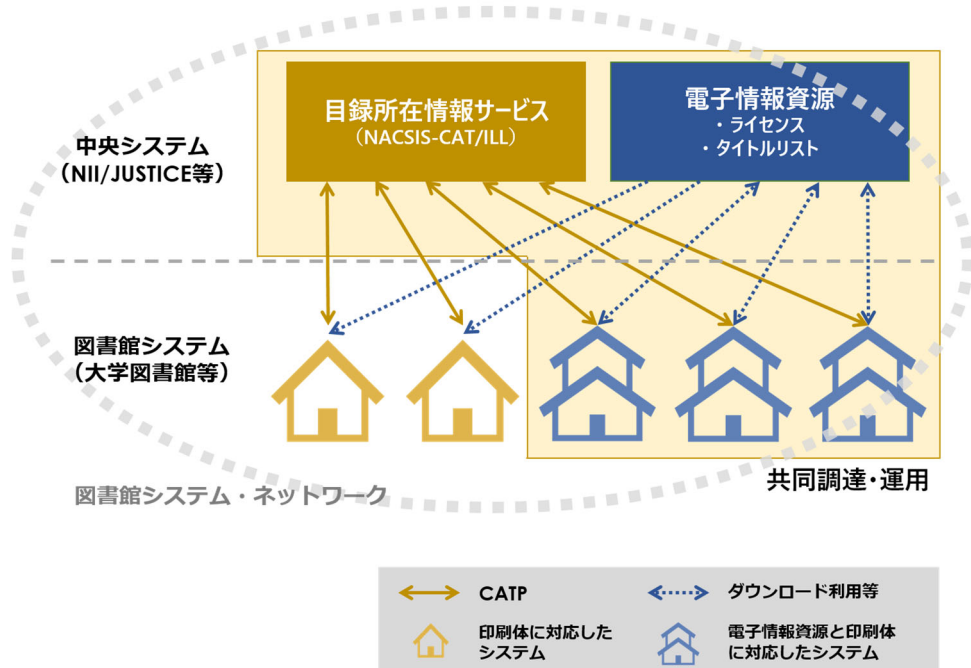 目録所在情報サービス
（NACSIS-CAT/ILL）
電子情報資源
・ライセンス
・タイトルリスト
中央システム
（NII/JUSTICE等）
図書館システム
（大学図書館等）
図書館システム・ネットワーク
共同調達・運用
CATP
ダウンロード利用等
印刷体に対応した
システム
電子情報資源と印刷体
に対応したシステム